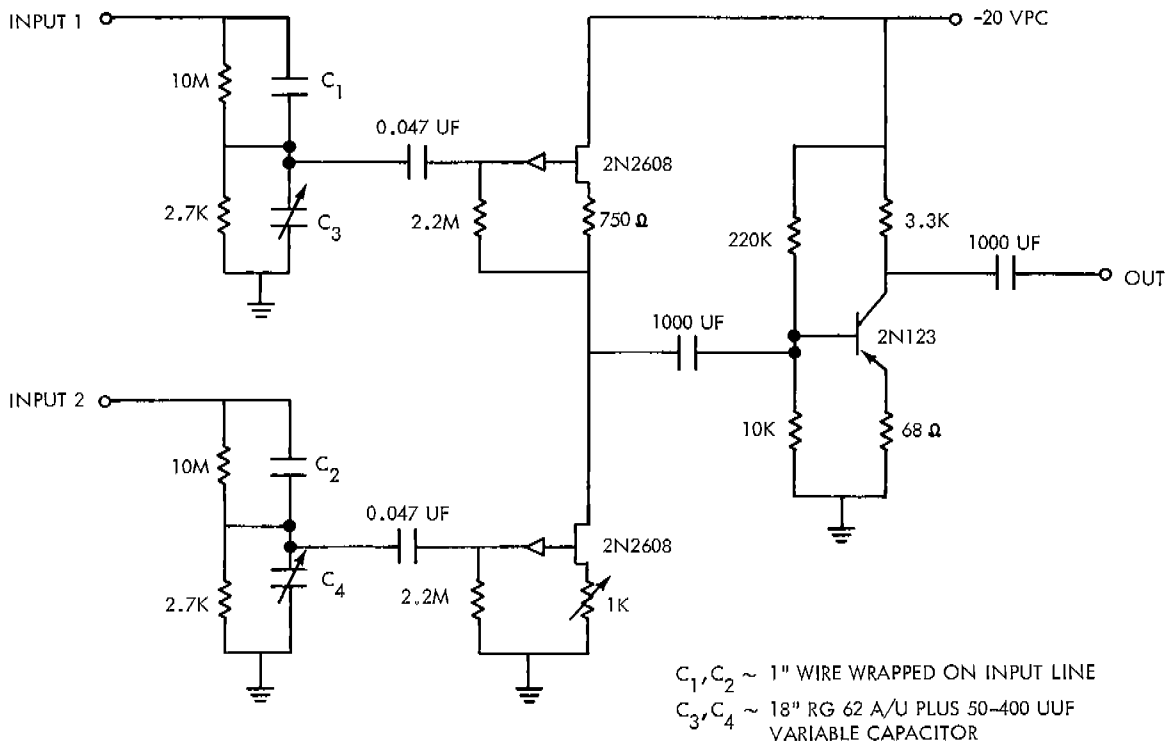 INPUT 1
-20 VPC
10M
C1
0.047 UF
2N2608
2.7K
C3
2.2M
750 Ω
220K
3.3K
1000 UF
OUT
1000 UF
2N123
INPUT 2
10K
68 Ω
10M
C2
0.047 UF
2N2608
2.7K
C4
2.2M
1K
C1,C2 ~ 1" WIRE WRAPPED ON INPUT LINE
C3,C4 ~ 18" RG 62 A/U PLUS 50-400 UUF
VARIABLE CAPACITOR